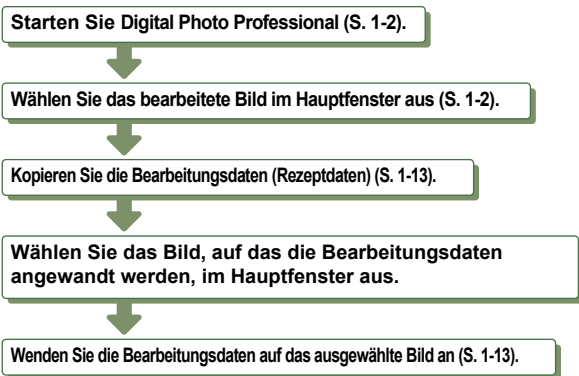 Starten Sie Digital Photo Professional (S. 1-2).
Wählen Sie das bearbeitete Bild im Hauptfenster aus (S. 1-2).
Kopieren Sie die Bearbeitungsdaten (Rezeptdaten) (S. 1-13).
Wählen Sie das Bild, auf das die Bearbeitungsdaten
angewandt werden, im Hauptfenster aus.
Wenden Sie die Bearbeitungsdaten auf das ausgewählte Bild an (S. 1-13).